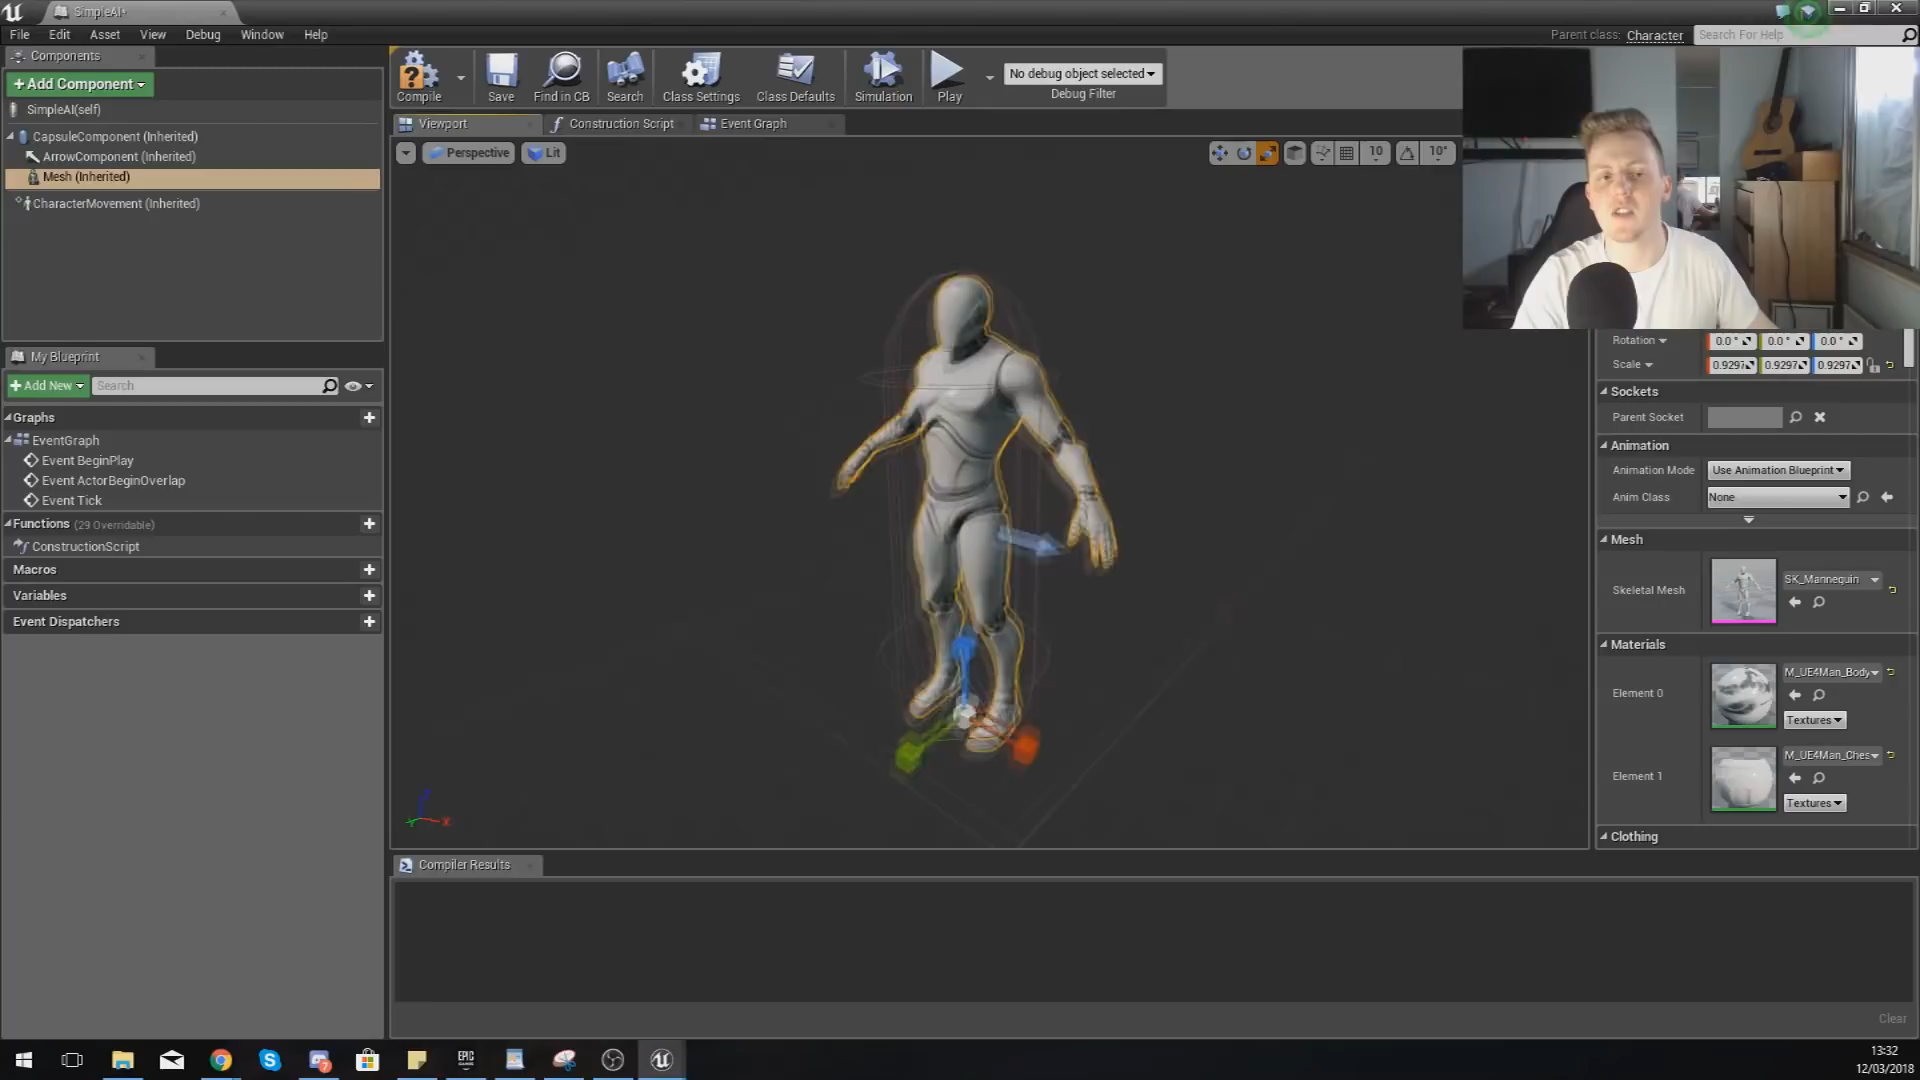 SimpleAI*
File Edit Asset View Debug Window Help
Parent class: Character
Search For Help
Components
+ Add Component
SimpleAI(self)
CapsuleComponent (Inherited)
ArrowComponent (Inherited)
Mesh (Inherited)
CharacterMovement (Inherited)
Compile
Save
Find in CB
Search
Class Settings
Class Defaults
Simulation
Play
No debug object selected
Debug Filter
Viewport
Construction Script
Event Graph
Perspective
Lit
10
10°
My Blueprint
+ Add New
Search
Graphs
EventGraph
Event BeginPlay
Event ActorBeginOverlap
Event Tick
Functions (29 Overridable)
ConstructionScript
Macros
Variables
Event Dispatchers
X
Rotation 0.0 ° 0.0 ° 0.0 °
Scale 0.9297 0.9297 0.9297
Sockets
Parent Socket
Animation
Animation Mode Use Animation Blueprint
Anim Class None
Mesh
Skeletal Mesh SK_Mannequin
Materials
Element 0 M_UE4Man_Body
Textures
Element 1 M_UE4Man_Ches
Textures
Clothing
Compiler Results
Clear
EPIC
7
13:32
12/03/2018